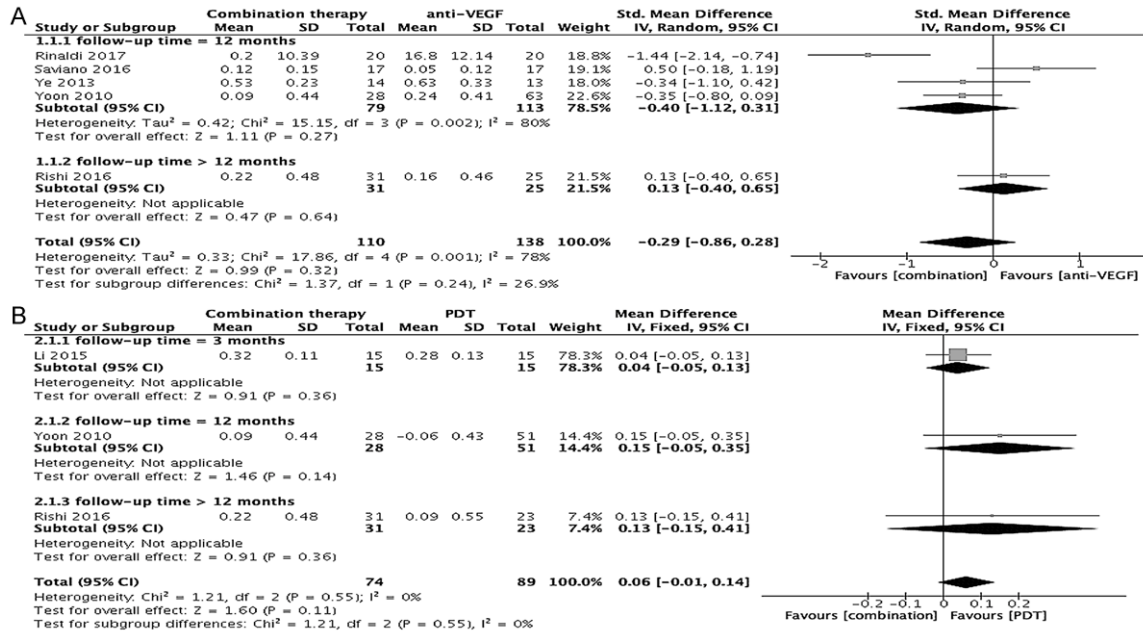 A
Combination therapy anti-VEGF Std. Mean Difference Std. Mean Difference
Study or Subgroup Mean SD Total Mean SD Total Weight IV, Random, 95% CI IV, Random, 95% CI
1.1.1 follow-up time = 12 months
Rinaldi 2017 0.2 10.39 20 16.8 12.14 20 18.8% -1.44 [-2.14, -0.74]
Saviano 2016 0.12 0.15 17 0.05 0.12 17 19.1% 0.50 [-0.18, 1.19]
Ye 2013 0.53 0.23 14 0.63 0.33 13 18.0% -0.34 [-1.10, 0.42]
Yoon 2010 0.09 0.44 28 0.24 0.41 63 22.6% -0.35 [-0.80, 0.09]
Subtotal (95% CI) 79 113 78.5% -0.40 [-1.12, 0.31]
Heterogeneity: Tau² = 0.42; Chi² = 15.15, df = 3 (P = 0.002); I² = 80%
Test for overall effect: Z = 1.11 (P = 0.27)
1.1.2 follow-up time > 12 months
Rishi 2016 0.22 0.48 31 0.16 0.46 25 21.5% 0.13 [-0.40, 0.65]
Subtotal (95% CI) 31 25 21.5% 0.13 [-0.40, 0.65]
Heterogeneity: Not applicable
Test for overall effect: Z = 0.47 (P = 0.64)
Total (95% CI) 110 138 100.0% -0.29 [-0.86, 0.28]
Heterogeneity: Tau² = 0.33; Chi² = 17.86, df = 4 (P = 0.001); I² = 78%
Test for overall effect: Z = 0.99 (P = 0.32)
Test for subgroup differences: Chi² = 1.37, df = 1 (P = 0.24), I² = 26.9%
-2 -1 0 1
Favours [combination] Favours [anti-VEGF]
B
Combination therapy PDT Mean Difference Mean Difference
Study or Subgroup Mean SD Total Mean SD Total Weight IV, Fixed, 95% CI IV, Fixed, 95% CI
2.1.1 follow-up time = 3 months
Li 2015 0.32 0.11 15 0.28 0.13 15 78.3% 0.04 [-0.05, 0.13]
Subtotal (95% CI) 15 15 78.3% 0.04 [-0.05, 0.13]
Heterogeneity: Not applicable
Test for overall effect: Z = 0.91 (P = 0.36)
2.1.2 follow-up time = 12 months
Yoon 2010 0.09 0.44 28 -0.06 0.43 51 14.4% 0.15 [-0.05, 0.35]
Subtotal (95% CI) 28 51 14.4% 0.15 [-0.05, 0.35]
Heterogeneity: Not applicable
Test for overall effect: Z = 1.46 (P = 0.14)
2.1.3 follow-up time > 12 months
Rishi 2016 0.22 0.48 31 0.09 0.55 23 7.4% 0.13 [-0.15, 0.41]
Subtotal (95% CI) 31 23 7.4% 0.13 [-0.15, 0.41]
Heterogeneity: Not applicable
Test for overall effect: Z = 0.91 (P = 0.36)
Total (95% CI) 74 89 100.0% 0.06 [-0.01, 0.14]
Heterogeneity: Chi² = 1.21, df = 2 (P = 0.55); I² = 0%
Test for overall effect: Z = 1.60 (P = 0.11)
Test for subgroup differences: Chi² = 1.21, df = 2 (P = 0.55), I² = 0%
-0.2 -0.1 0 0.1 0.2
Favours [combination] Favours [PDT]